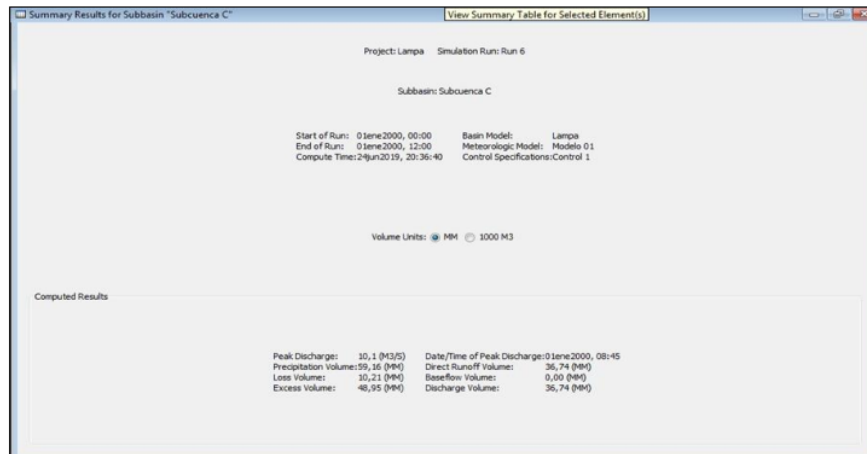 Summary Results for Subbasin "Subcuenca C"
View Summary Table for Selected Element(s)
Project: Lampa Simulation Run: Run 6
Subbasin: Subcuenca C
Start of Run: 01ene2000, 00:00 Basin Model: Lampa
End of Run: 01ene2000, 12:00 Meteorologic Model: Modelo 01
Compute Time:24jun2019, 20:36:40 Control Specifications:Control 1
Volume Units: MM 1000 M3
Computed Results
Peak Discharge: 10,1 (M3/S) Date/Time of Peak Discharge:01ene2000, 08:45
Precipitation Volume:59,16 (MM) Direct Runoff Volume: 36,74 (MM)
Loss Volume: 10,21 (MM) Baseflow Volume: 0,00 (MM)
Excess Volume: 48,95 (MM) Discharge Volume: 36,74 (MM)